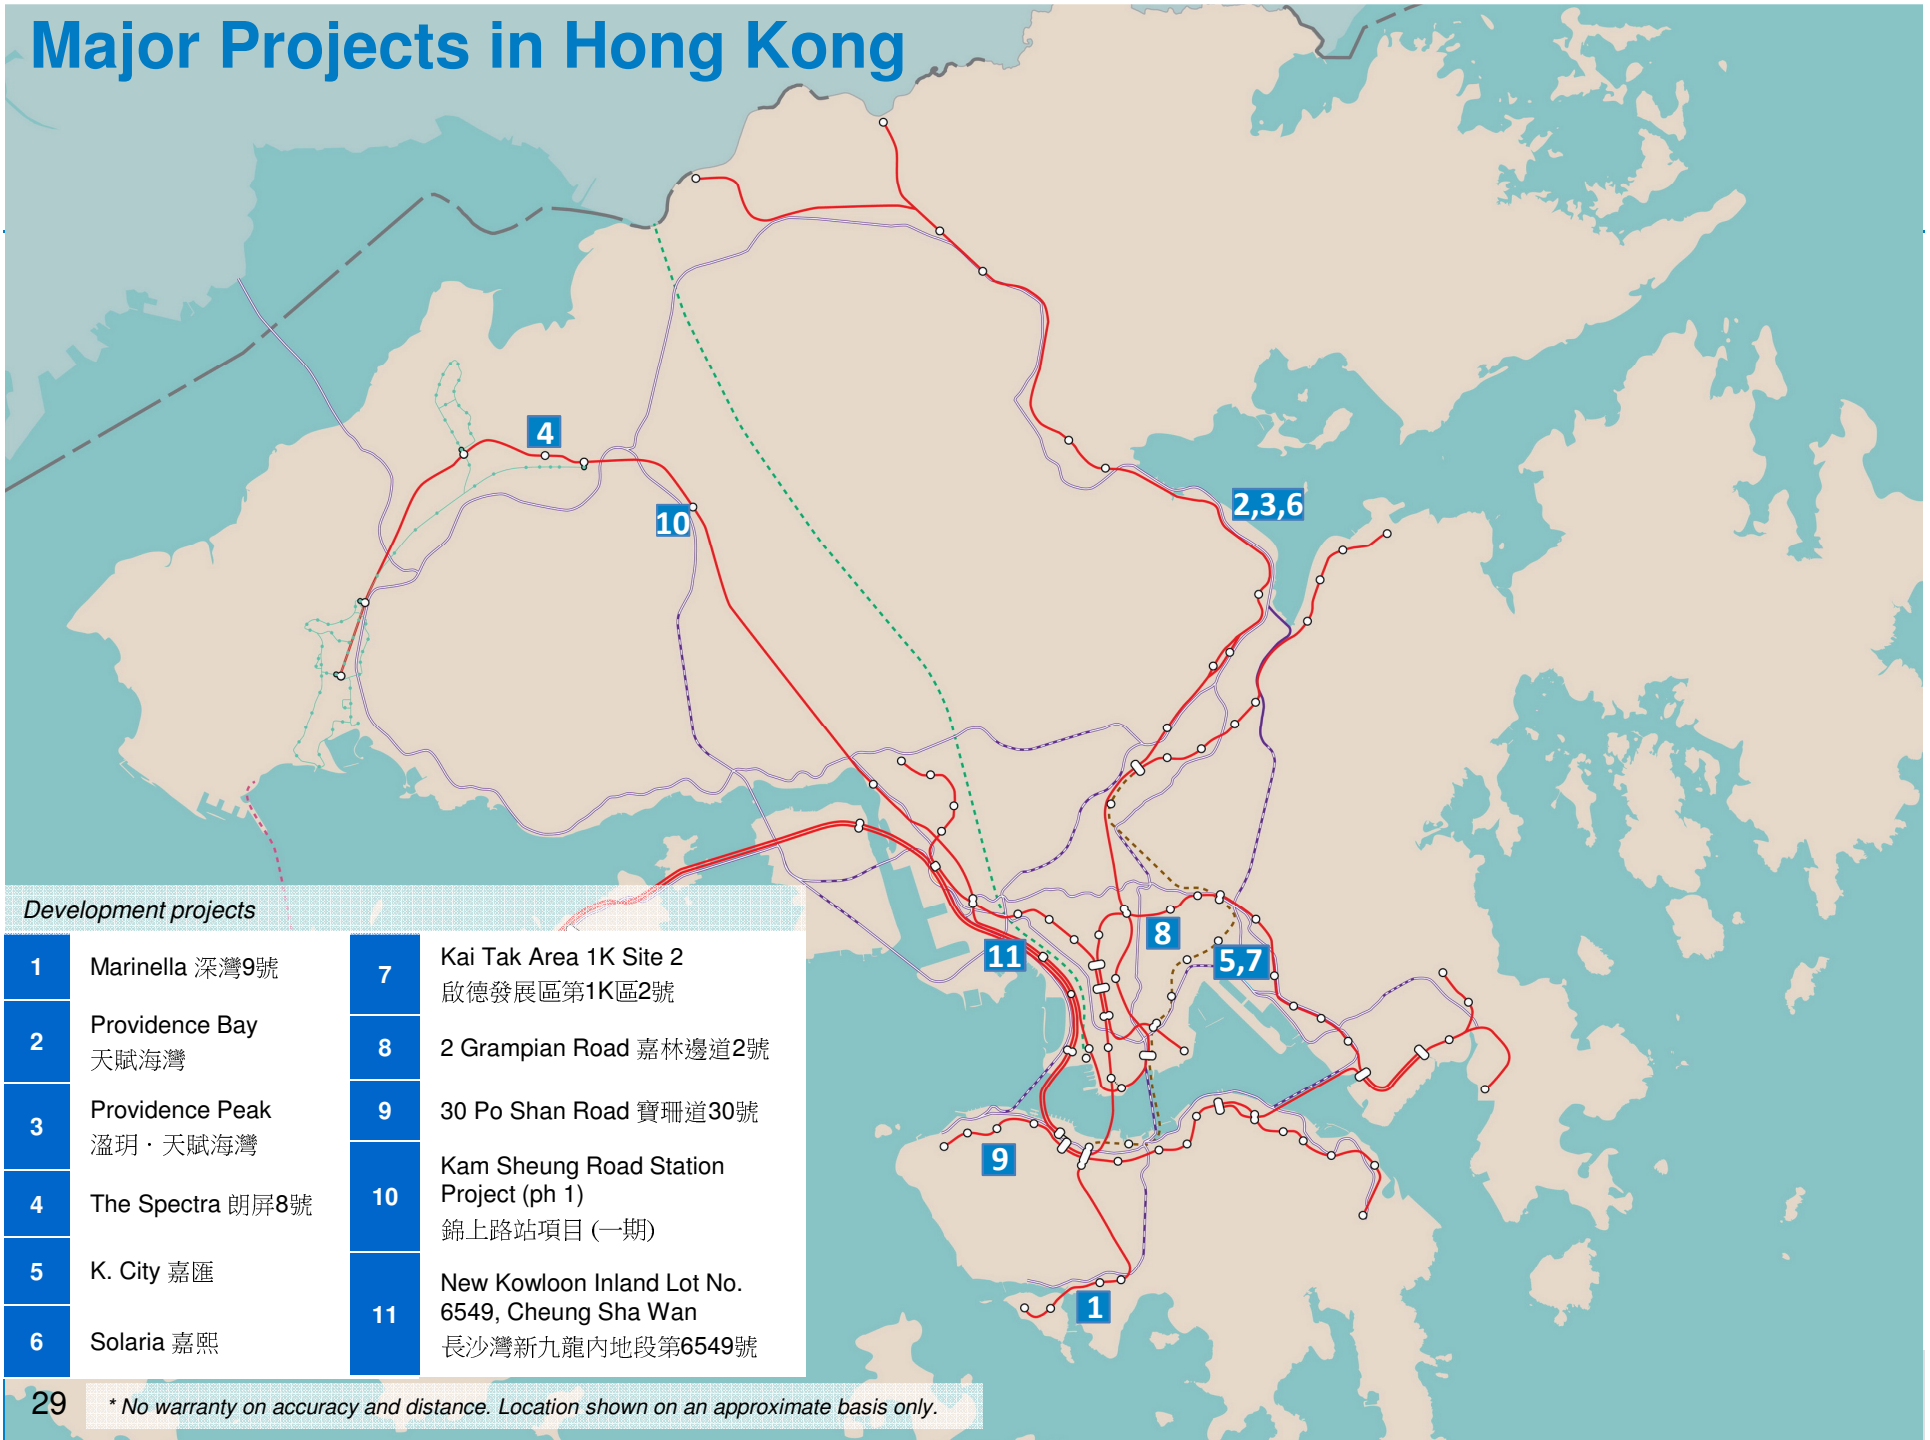 Major Projects in Hong Kong
4
10
2,3,6
8
11
5,7
9
1
Development projects
1
Marinella 深灣9號
2
Providence Bay
天賦海灣
3
Providence Peak
溋玥．天賦海灣
4
The Spectra 朗屏8號
5
K. City 嘉匯
6
Solaria 嘉熙
7
Kai Tak Area 1K Site 2
啟德發展區第1K區2號
8
2 Grampian Road 嘉林邊道2號
9
30 Po Shan Road 寶珊道30號
10
Kam Sheung Road Station
Project (ph 1)
錦上路站項目 (一期)
11
New Kowloon Inland Lot No.
6549, Cheung Sha Wan
長沙灣新九龍內地段第6549號
29
* No warranty on accuracy and distance. Location shown on an approximate basis only.